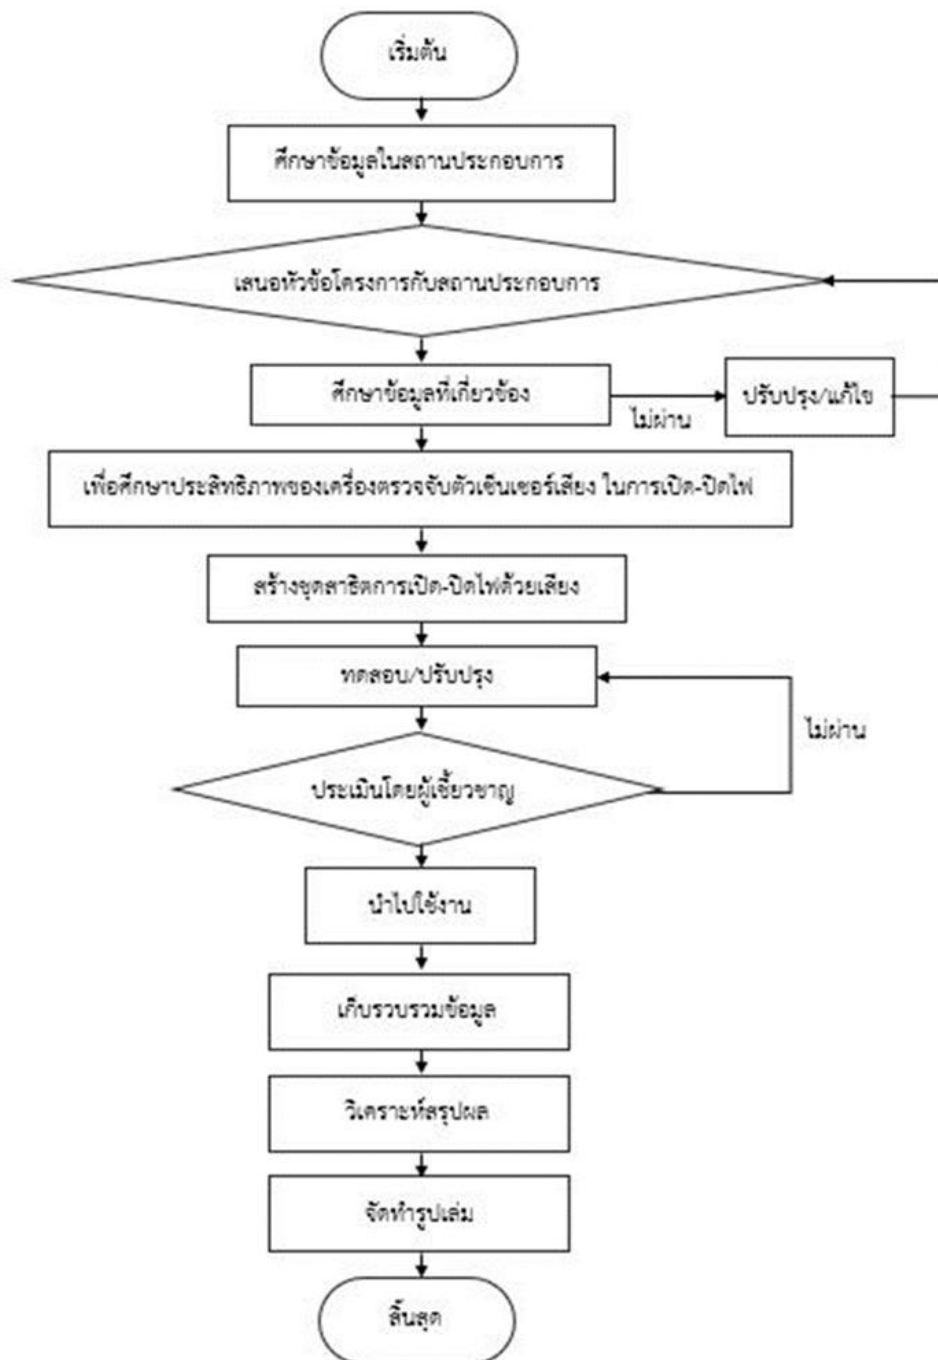 เริ่มต้น
ศึกษาข้อมูลในสถานประกอบการ
เสนอหัวข้อโครงการกับสถานประกอบการ
ศึกษาข้อมูลที่เกี่ยวข้อง
ไม่ผ่าน
ปรับปรุง/แก้ไข
เพื่อศึกษาประสิทธิภาพของเครื่องตรวจจับตัวเซ็นเซอร์เสียง ในการเปิด-ปิดไฟ
สร้างชุดสาธิตการเปิด-ปิดไฟด้วยเสียง
ทดสอบ/ปรับปรุง
ไม่ผ่าน
ประเมินโดยผู้เชี้ยวชาญ
นำไปใช้งาน
เก็บรวบรวมข้อมูล
วิเคราะห์สรุปผล
จัดทำรูปเล่ม
สิ้นสุด